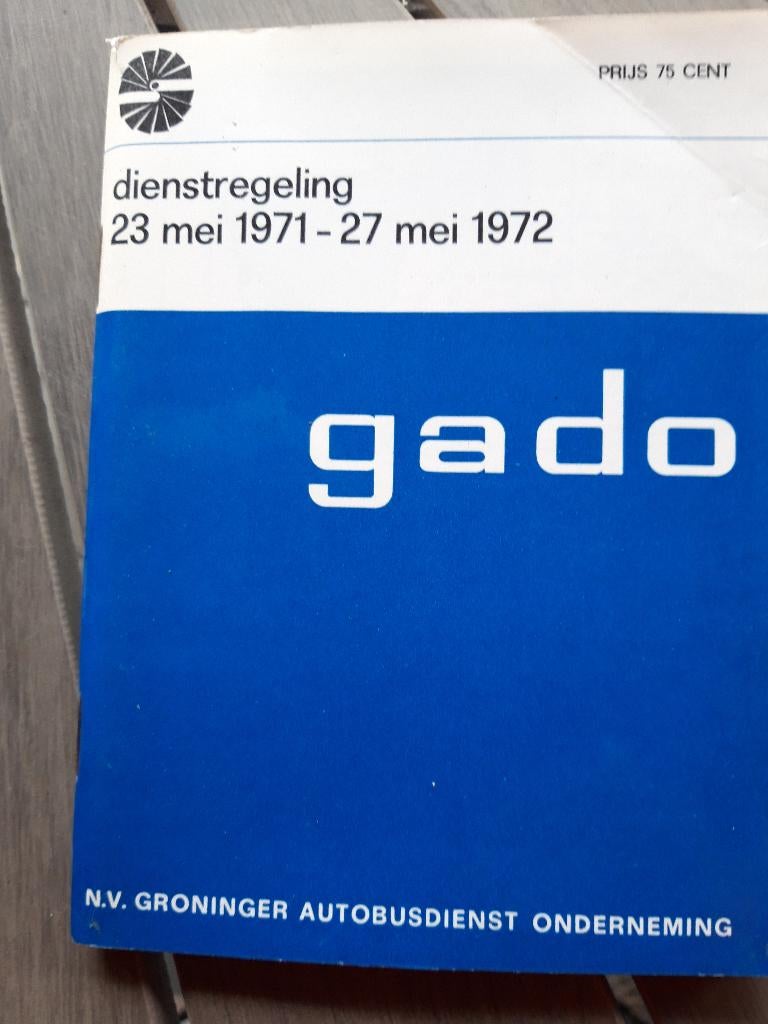 PRIJS 75 CENT
dienstregeling
23 mei 1971 - 27 mei 1972
gado
N.V. GRONINGER AUTOBUSDIENST ONDERNEMING